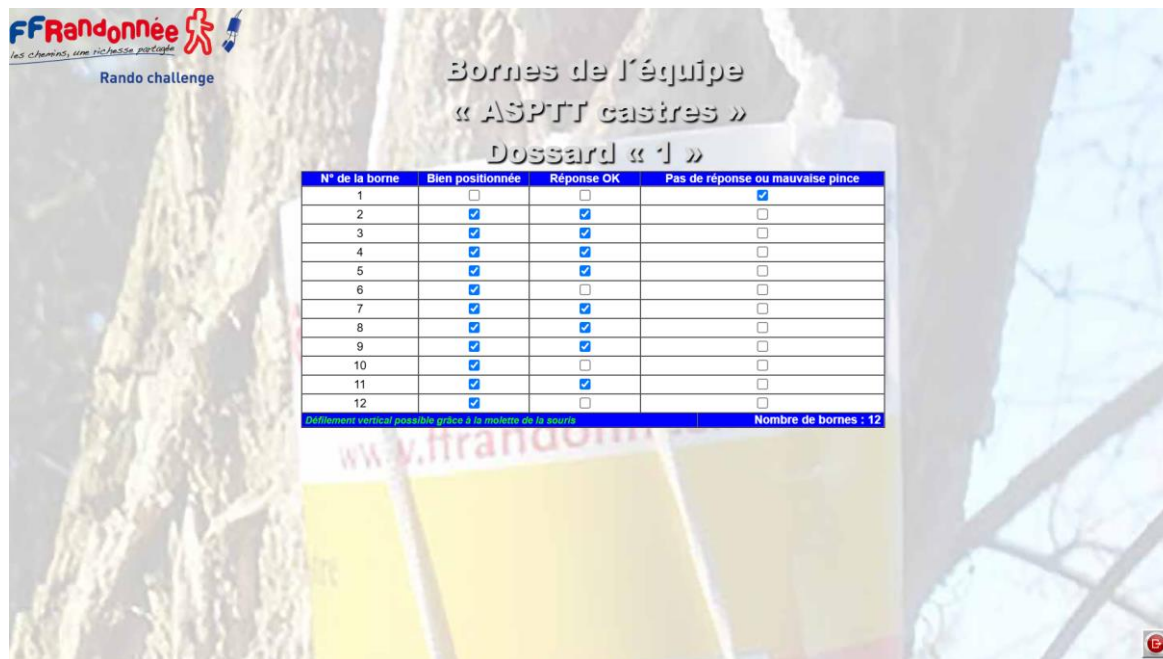 FFRandonnée
les chemins, une richesse partagée
Rando challenge
Bornes de l´équipe
« ASPTT castres »
Dossard « 1 »
N° de la borne Bien positionnée Réponse OK Pas de réponse ou mauvaise pince
1
2
3
4
5
6
7
8
9
10
11
12
Défilement vertical possible grâce à la molette de la souris Nombre de bornes : 12